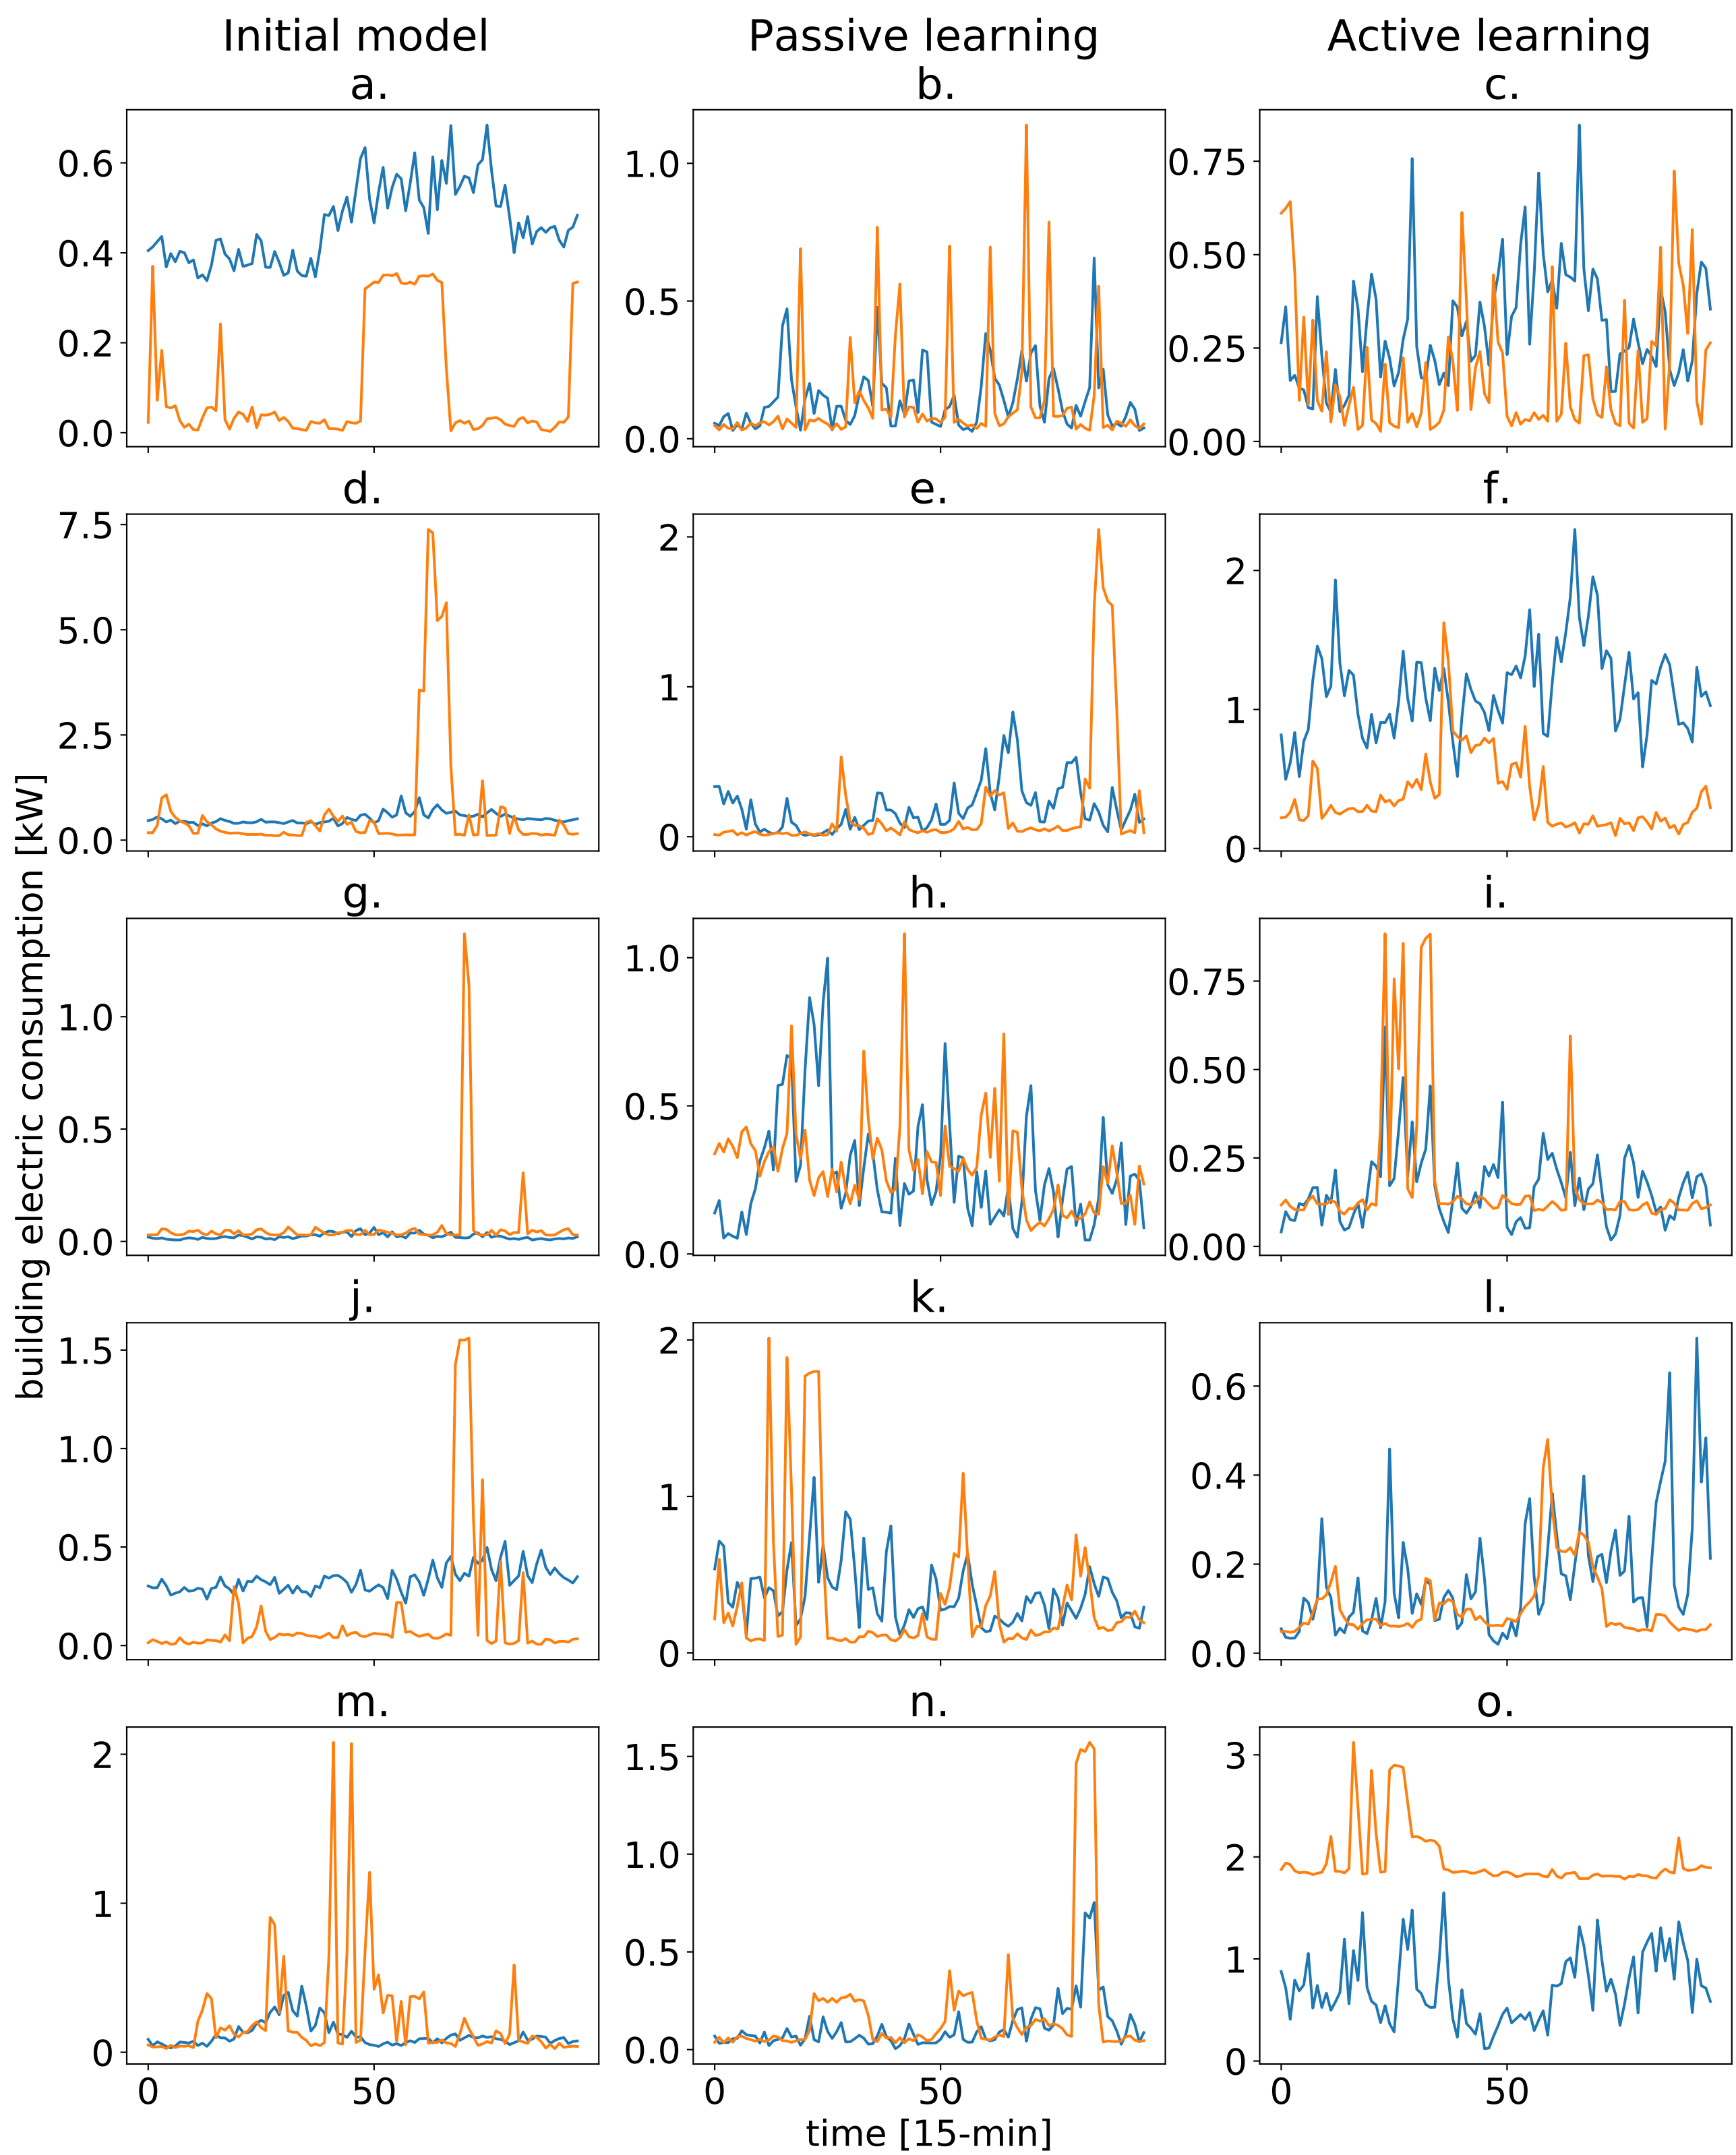 Initial model Passive learning Active learning
a. b. c.
0.6 1.0 0.75
0.4 0.5 0.50
0.2 0.25
0.0 0.0 0.00
d. e. f.
7.5 2 2
5.0 1 1
2.5
0.0 0 0
g. h. i.
1.0 1.0 0.75
0.5 0.5 0.50
0.25
0.0 0.0 0.00
j. k. l.
1.5 2 0.6
1.0 1 0.4
0.5 0.2
0.0 0 0.0
m. n. o.
2 1.5 3
1 1.0 2
0.5 1
0 0.0 0
0 50 0 50 0 50
time [15-min]
building electric consumption [kW]